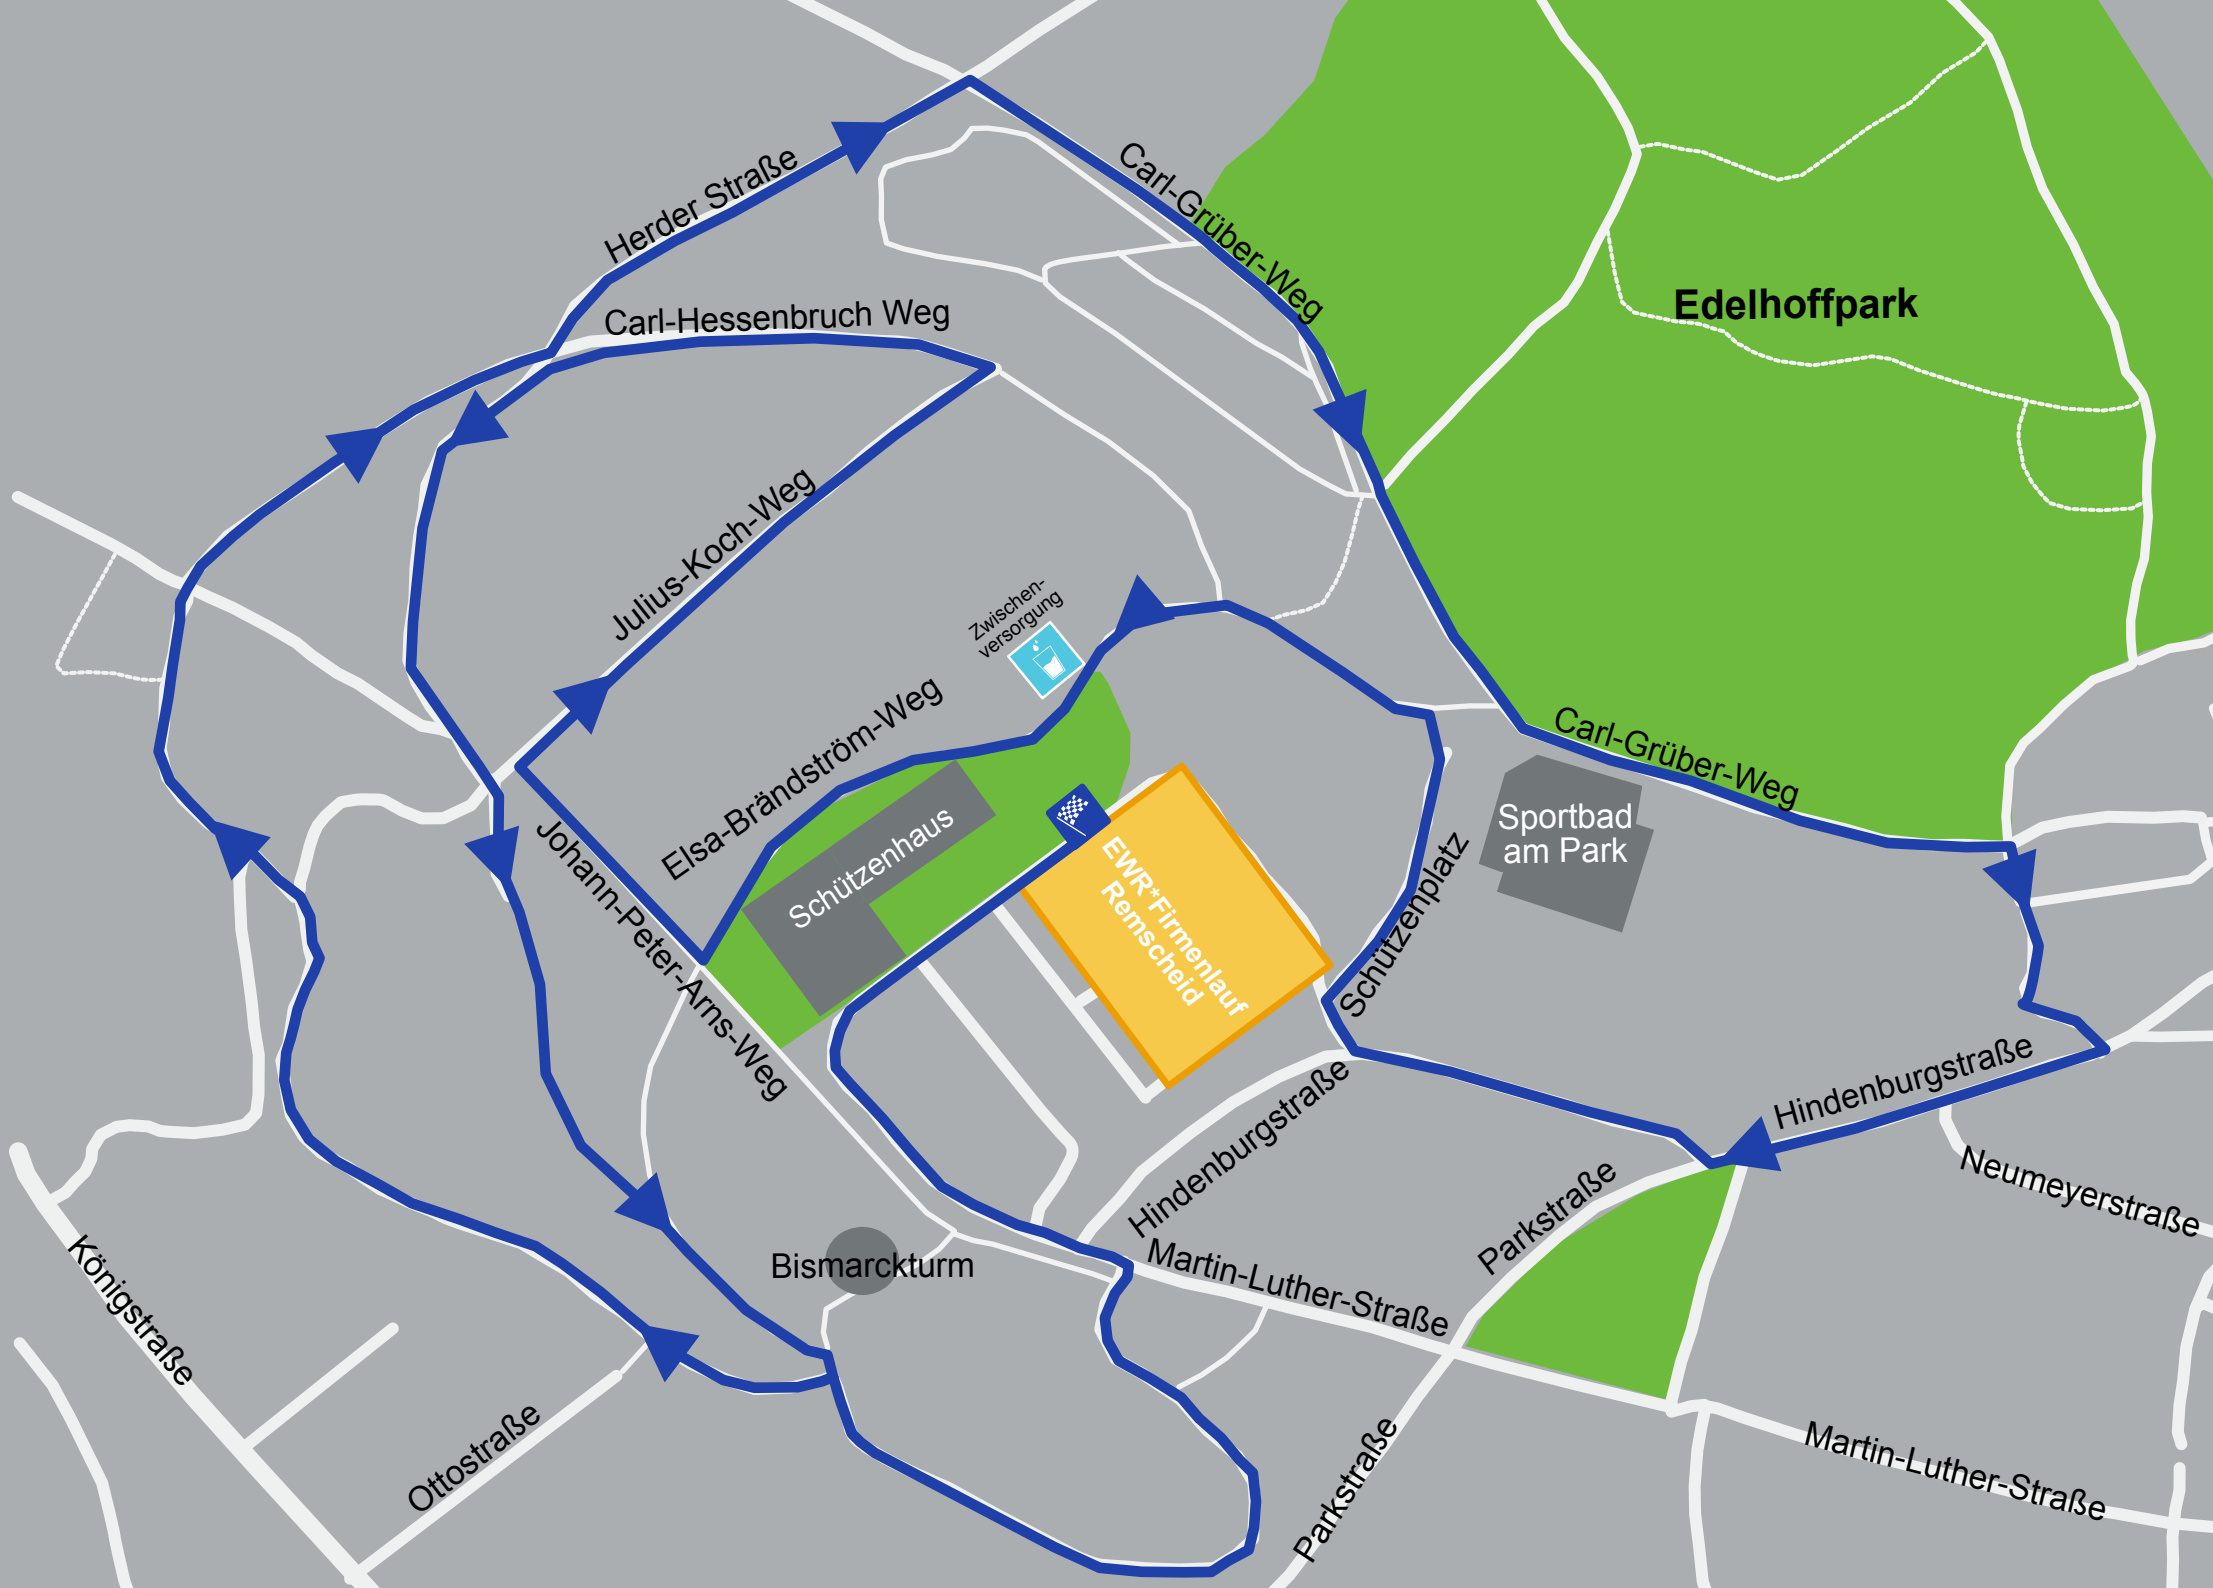 Herder Straße
Carl-Grüber-Weg
Carl-Hessenbruch Weg
Edelhoffpark
Julius-Koch-Weg
Zwischen-
versorgung
Elsa-Brändström-Weg
Carl-Grüber-Weg
Sportbad
am Park
Schützenhaus
EWR*Firmenlauf
Remscheid
Schützenplatz
Johann-Peter-Arns-Weg
Hindenburgstraße
Hindenburgstraße
Neumeyerstraße
Parkstraße
Bismarckturm
Martin-Luther-Straße
Königstraße
Ottostraße
Parkstraße
Martin-Luther-Straße